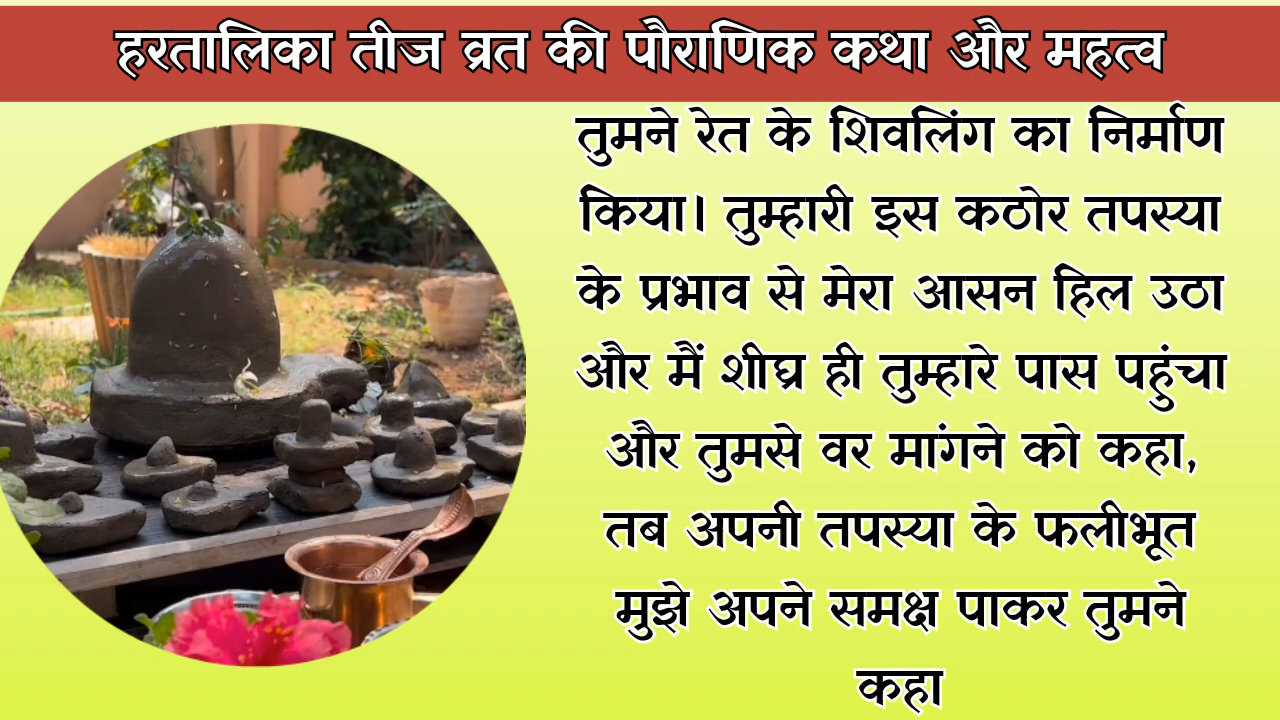 हरतालिका तीज व्रत की पौराणिक कथा और महत्व
तुमने रेत के शिवलिंग का निर्माण
किया। तुम्हारी इस कठोर तपस्या
के प्रभाव से मेरा आसन हिल उठा
और मैं शीघ्र ही तुम्हारे पास पहुंचा
और तुमसे वर मांगने को कहा,
तब अपनी तपस्या के फलीभूत
मुझे अपने समक्ष पाकर तुमने
कहा